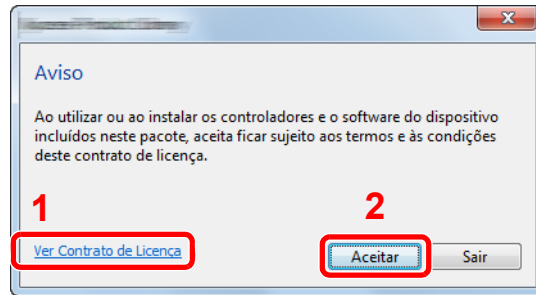 Aviso
Ao utilizar ou ao instalar os controladores e o software do dispositivo
incluídos neste pacote, aceita ficar sujeito aos termos e às condições
deste contrato de licença.
1
2
Ver Contrato de Licença
Aceitar
Sair